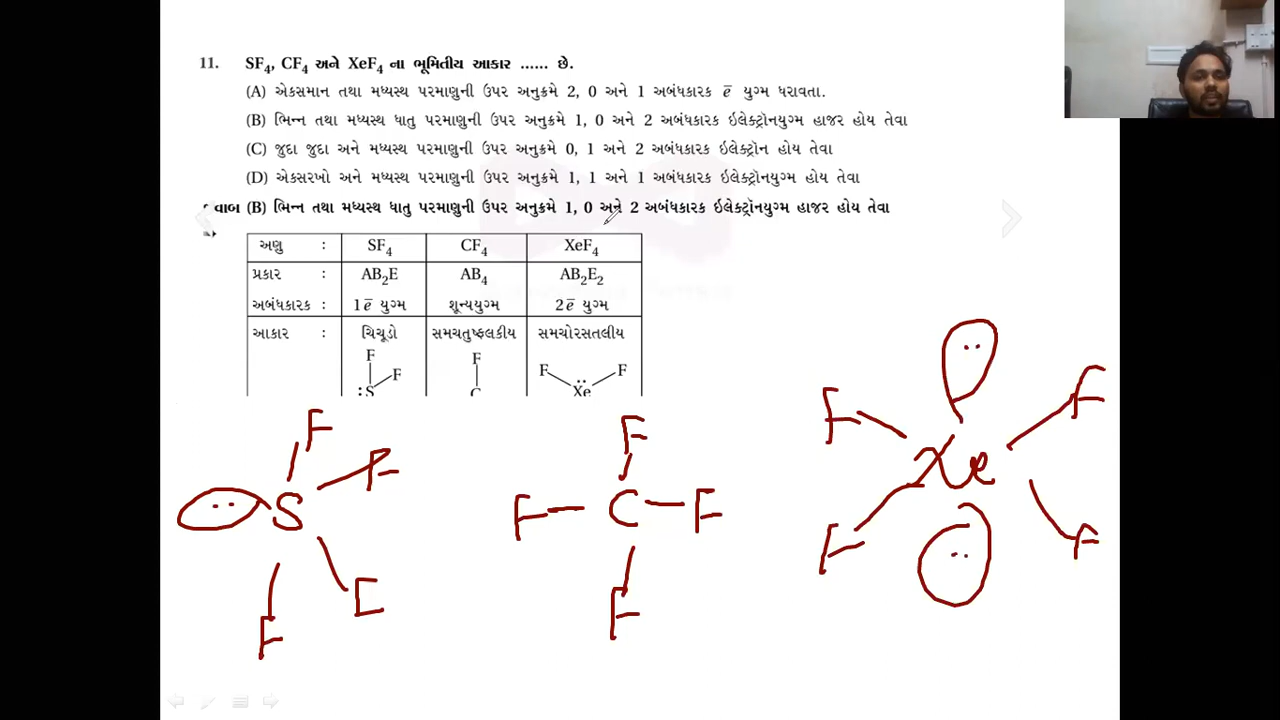 11. SF₄, CF₄ અને XeF₄ ના ભૂમિતીય આકાર ...... છે.
(A) એકસમાન તથા મધ્યસ્થ પરમાણુની ઉપર અનુક્રમે 2, 0 અને 1 અબંધકારક e̅ યુગ્મ ધરાવતા.
(B) ભિન્ન તથા મધ્યસ્થ ધાતુ પરમાણુની ઉપર અનુક્રમે 1, 0 અને 2 અબંધકારક ઇલેક્ટ્રૉનયુગ્મ હાજર હોય તેવા
(C) જુદા જુદા અને મધ્યસ્થ પરમાણુની ઉપર અનુક્રમે 0, 1 અને 2 અબંધકારક ઇલેક્ટ્રૉન હોય તેવા
(D) એકસરખો અને મધ્યસ્થ પરમાણુની ઉપર અનુક્રમે 1, 1 અને 1 અબંધકારક ઇલેક્ટ્રૉનયુગ્મ હોય તેવા
(B) ભિન્ન તથા મધ્યસ્થ ધાતુ પરમાણુની ઉપર અનુક્રમે 1, 0 અને 2 અબંધકારક ઇલેક્ટ્રૉનયુગ્મ હાજર હોય તેવા
અણુ : SF₄ CF₄ XeF₄
પ્રકાર : AB₂E AB₄ AB₂E₂
અબંધકારક : 1e̅ યુગ્મ શૂન્યયુગ્મ 2e̅ યુગ્મ
આકાર : ચિચૂડો સમચતુષ્ફલકીય સમચોરસતલીય
F F
F F F
:S Xe
F F F F
F F
S F C F Xe
F F F
F F